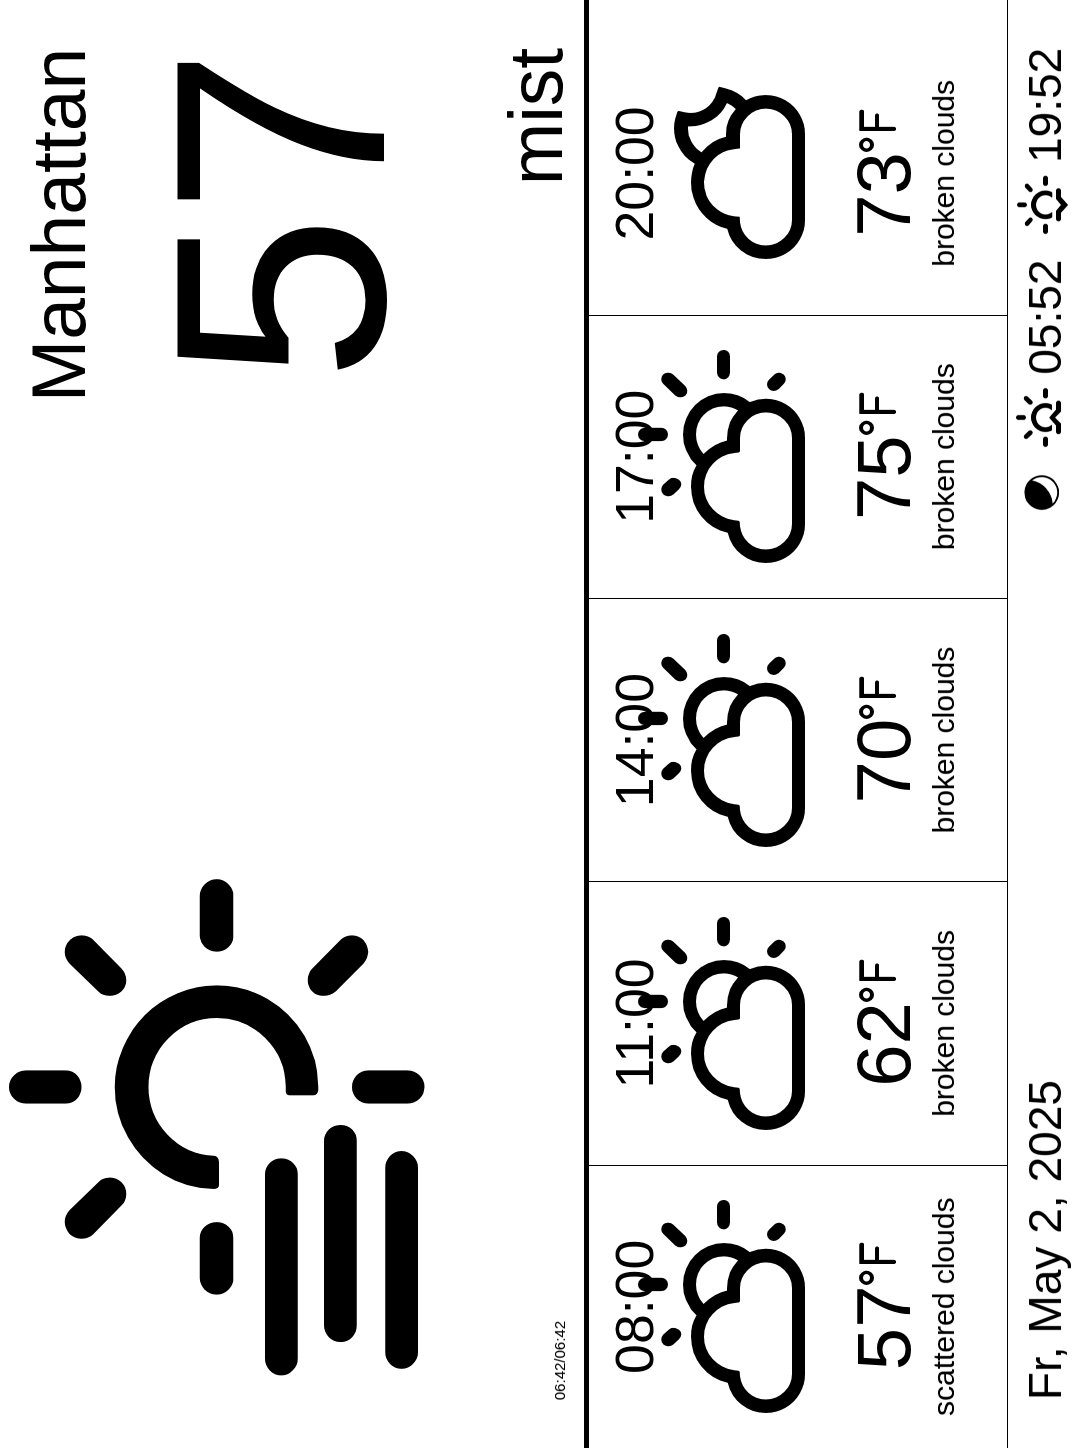 Manhattan
57
mist
06:42/06:42
08:00
57°F
scattered clouds
11:00
62°F
broken clouds
14:00
70°F
broken clouds
17:00
75°F
broken clouds
20:00
73°F
broken clouds
Fr, May 2, 2025
05:52
19:52